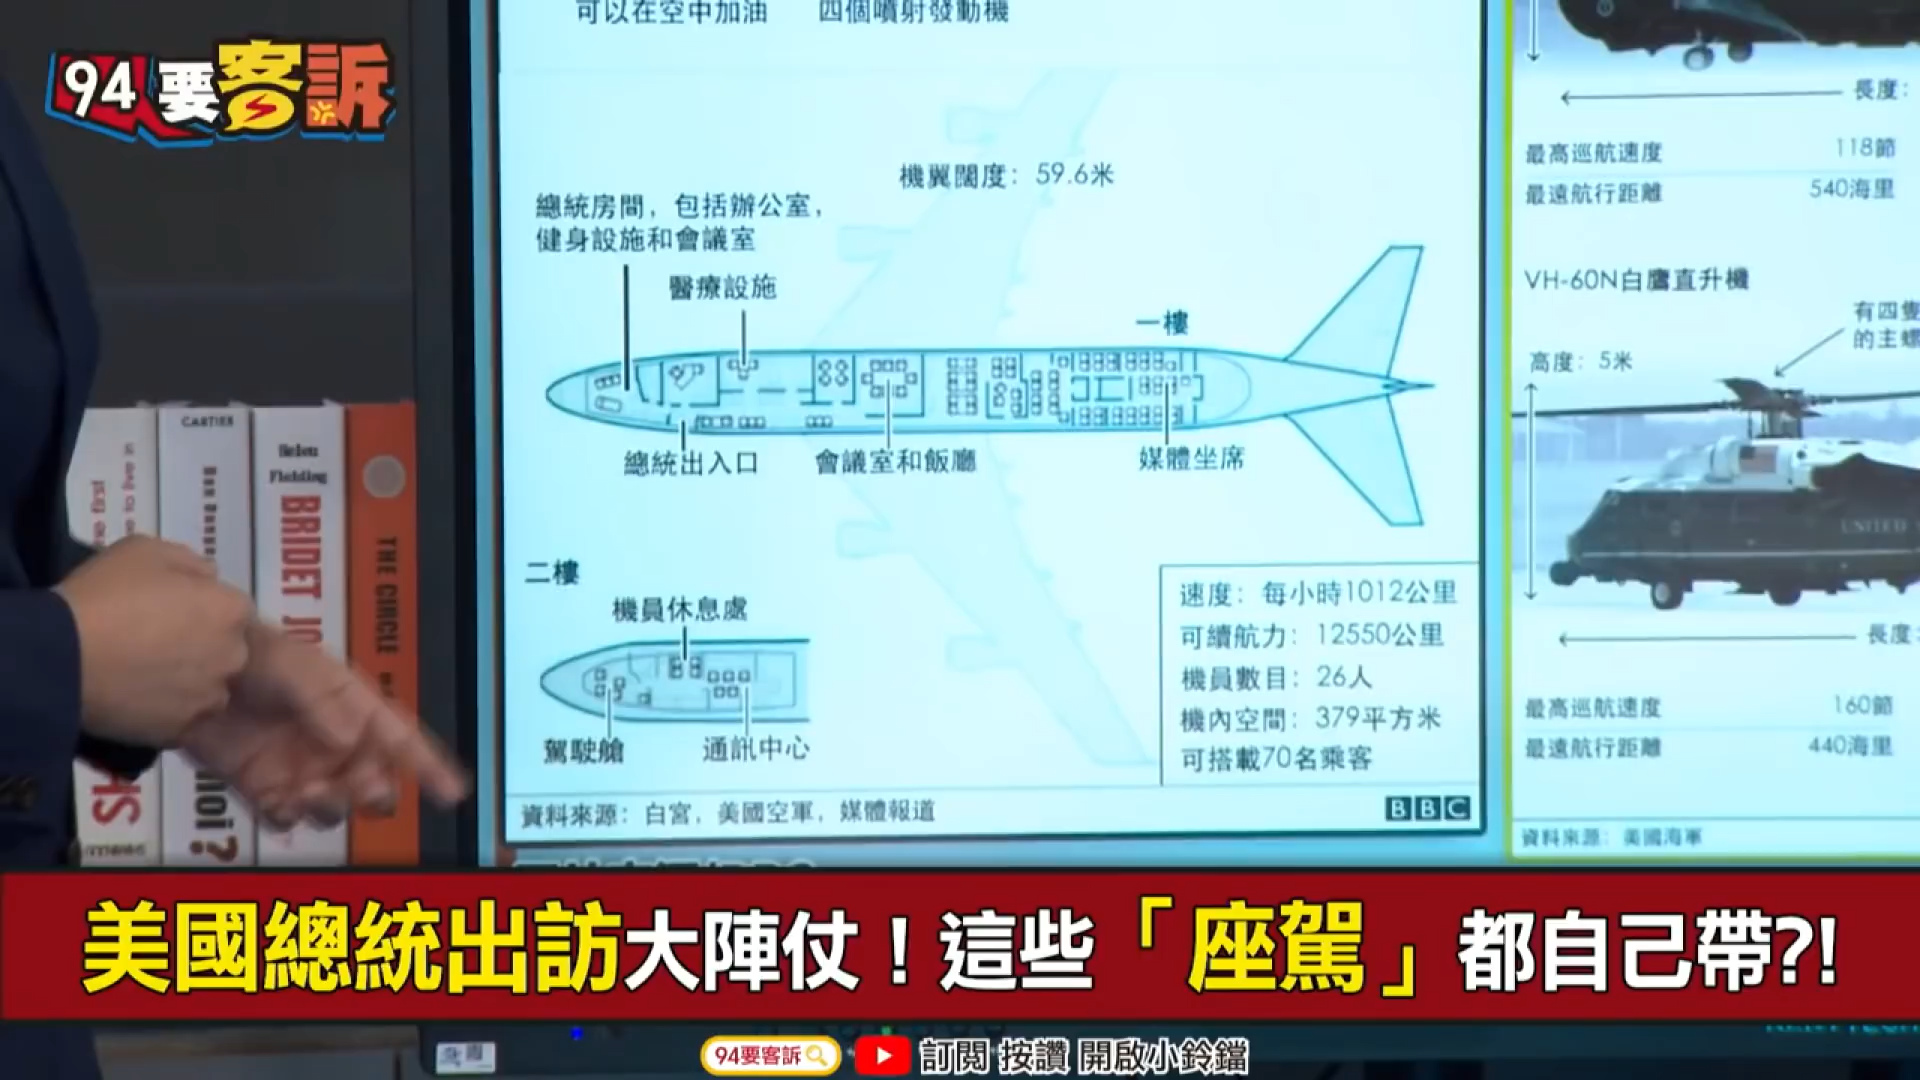 94要客訴
可以在空中加油 四個噴射發動機
機翼闊度：59.6米
總統房間，包括辦公室，
健身設施和會議室
醫療設施
一樓
總統出入口
會議室和飯廳
媒體坐席
二樓
機員休息處
駕駛艙
通訊中心
速度：每小時1012公里
可續航力：12550公里
機員數目：26人
機內空間：379平方米
可搭載70名乘客
資料來源：白宮，美國空軍，媒體報道
BBC
長度：
最高巡航速度 118節
最遠航行距離 540海里
VH-60N白鷹直升機
有四隻
的主螺
高度：5米
UNITED
長度：
最高巡航速度 160節
最遠航行距離 440海里
資料來源：美國海軍
CARTIER
Helen
Fielding
BRIDET JO
THE CIRCLE
美國總統出訪大陣仗！這些「座駕」都自己帶?!
94要客訴
訂閱 按讚 開啟小鈴鐺